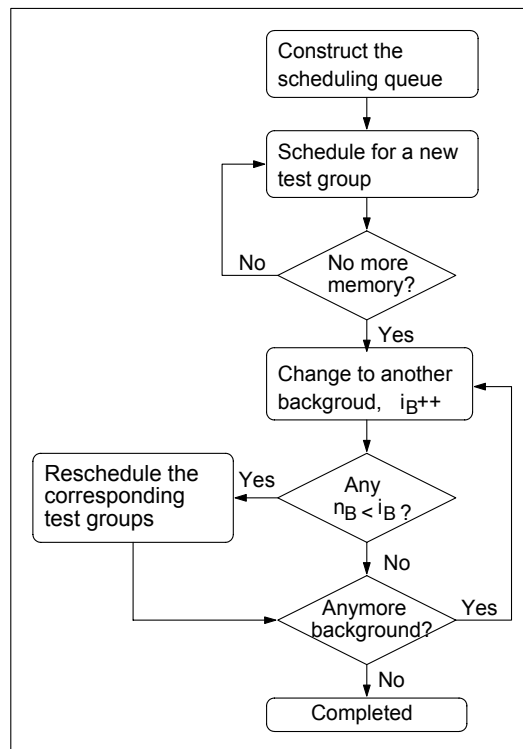 Construct the
scheduling queue
Schedule for a new
test group
No more
memory?
No
Yes
Change to another
backgroud, iB++
Any
nB < iB ?
Yes
Reschedule the
corresponding
test groups
No
Anymore
background?
Yes
No
Completed